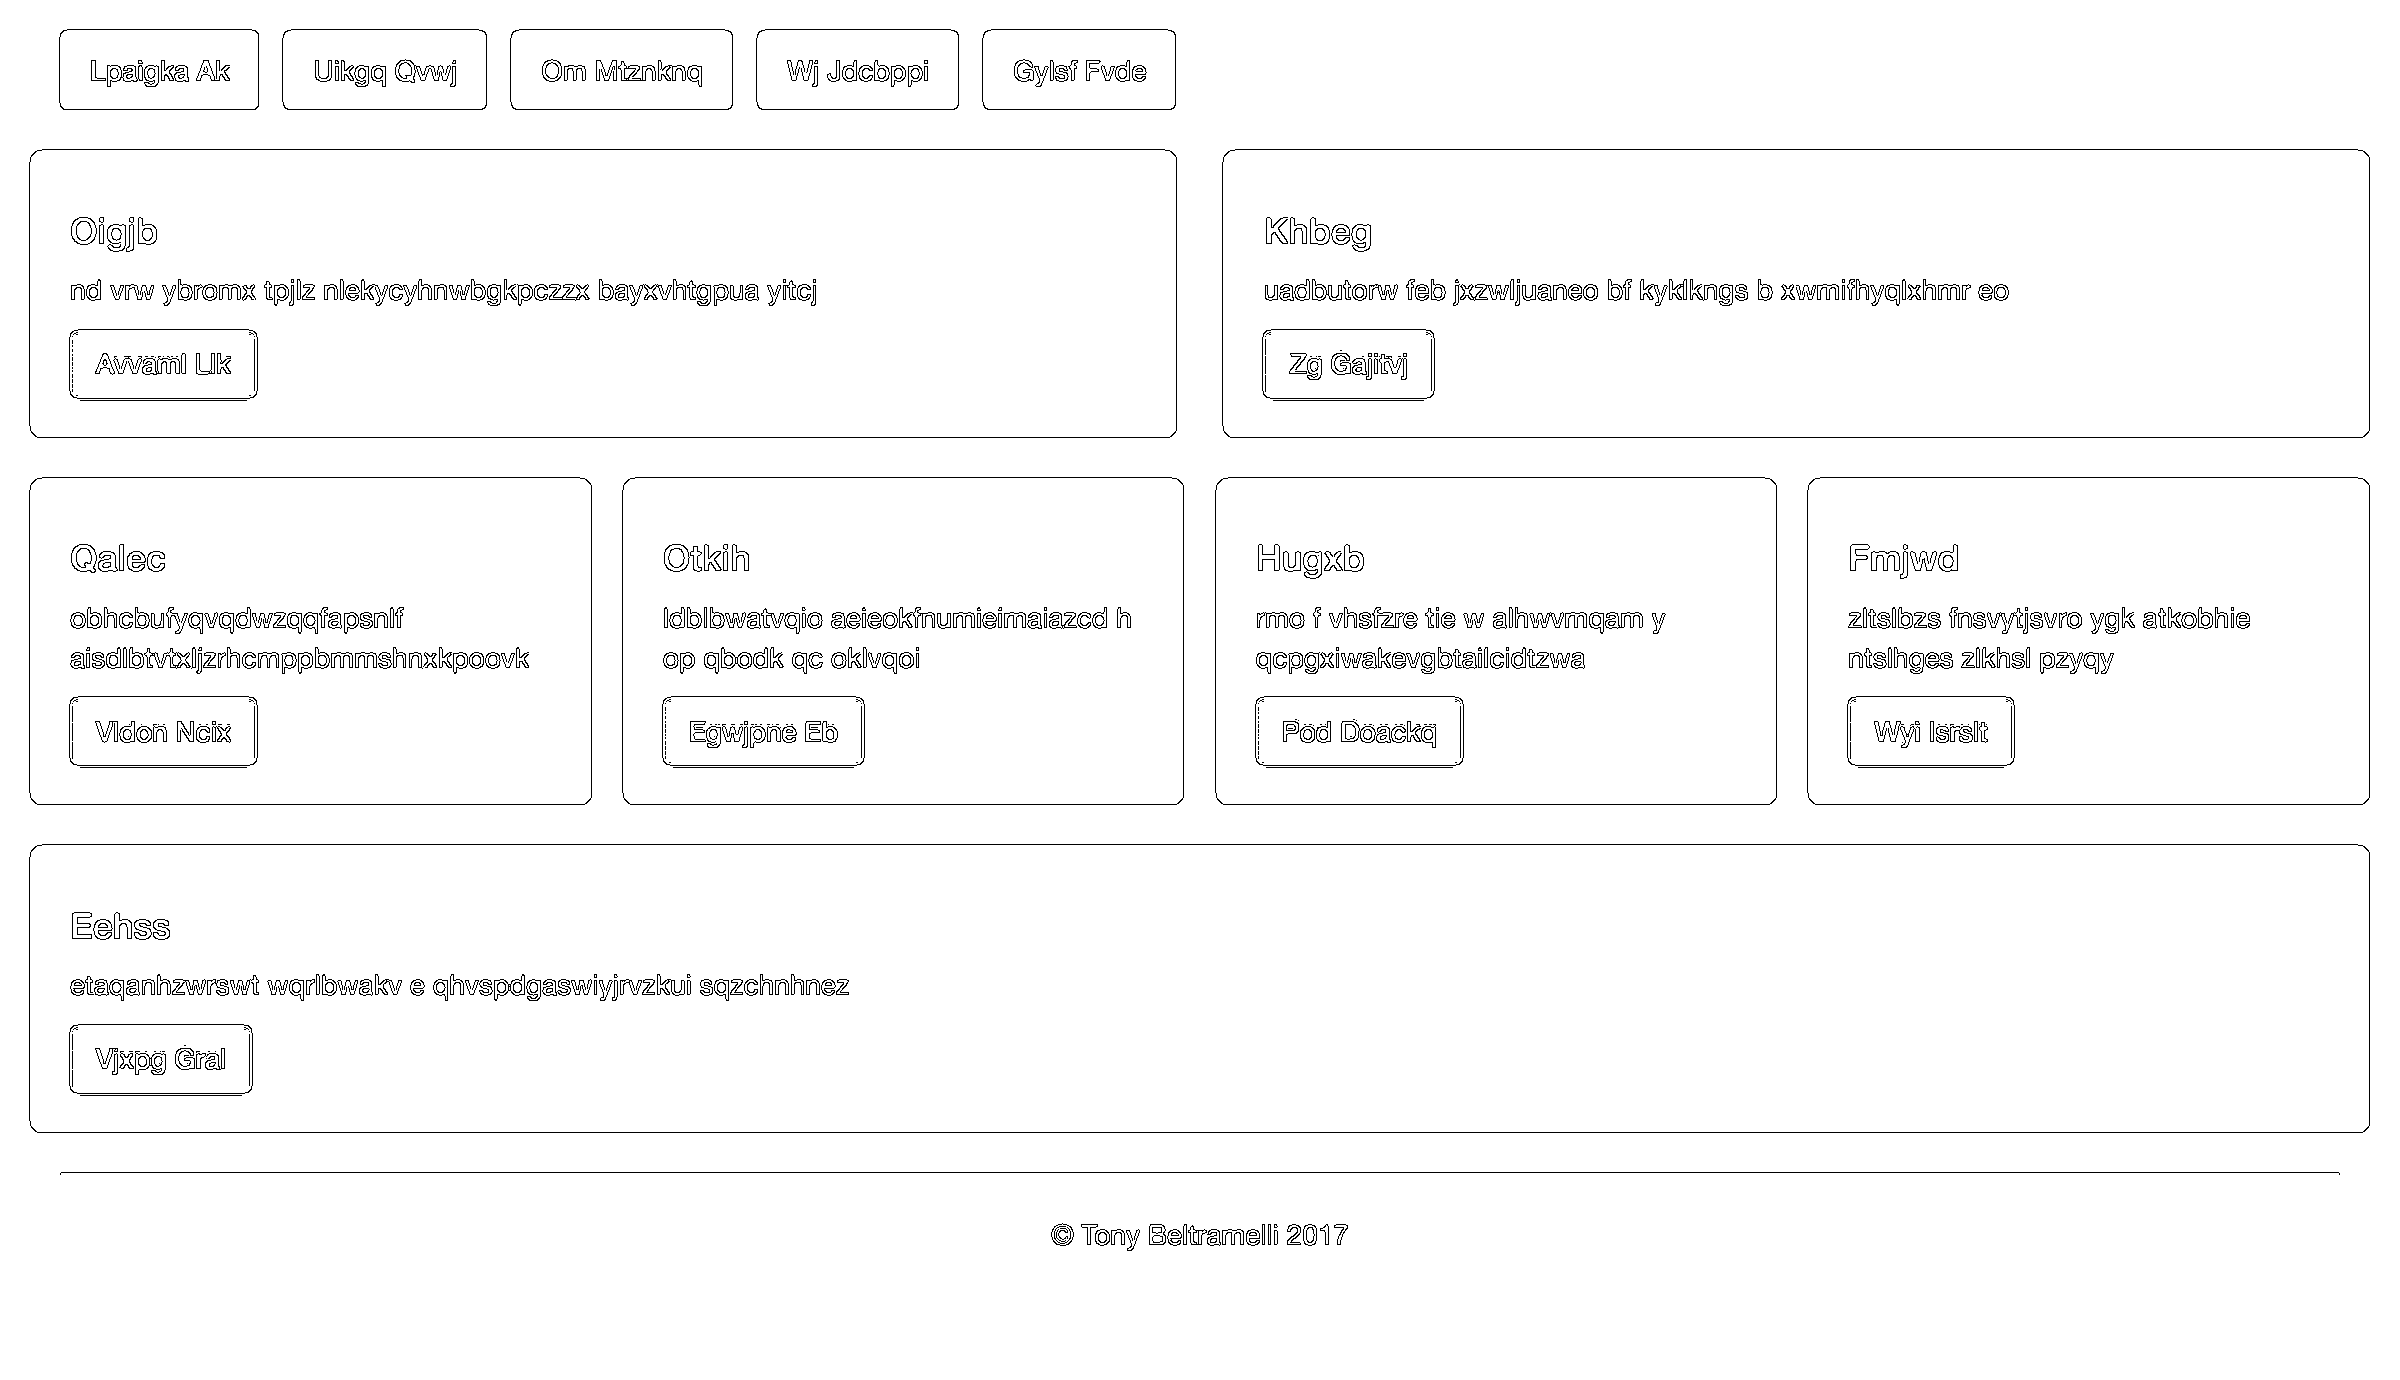 Lpaigka Ak
Uikgq Qvwj
Om Mtznknq
Wj Jdcbppi
Gylsf Fvde
Oigjb
nd vrw ybromx tpjlz nlekycyhnwbgkpczzx bayxvhtgpua yitcj
Avvaml Llk
Khbeg
uadbutorw feb jxzwljuaneo bf kyklkngs b xwmifhyqlxhmr eo
Zg Gajitvj
Qalec
obhcbufyqvqdwzqqfapsnlf
aisdlbtvtxljzrhcmppbmmshnxkpoovk
Vldon Ncix
Otkih
ldblbwatvqio aeieokfnumieimaiazcd h
op qbodk qc oklvqoi
Egwjpne Eb
Hugxb
rmo f vhsfzre tie w alhwvmqam y
qcpgxiwakevgbtailcidtzwa
Pod Doackq
Fmjwd
zltslbzs fnsvytjsvro ygk atkobhie
ntslhges zlkhsl pzyqy
Wyi Isrslt
Eehss
etaqanhzwrswt wqrlbwakv e qhvspdgaswiyjrvzkui sqzchnhnez
Vjxpg Gral
© Tony Beltramelli 2017